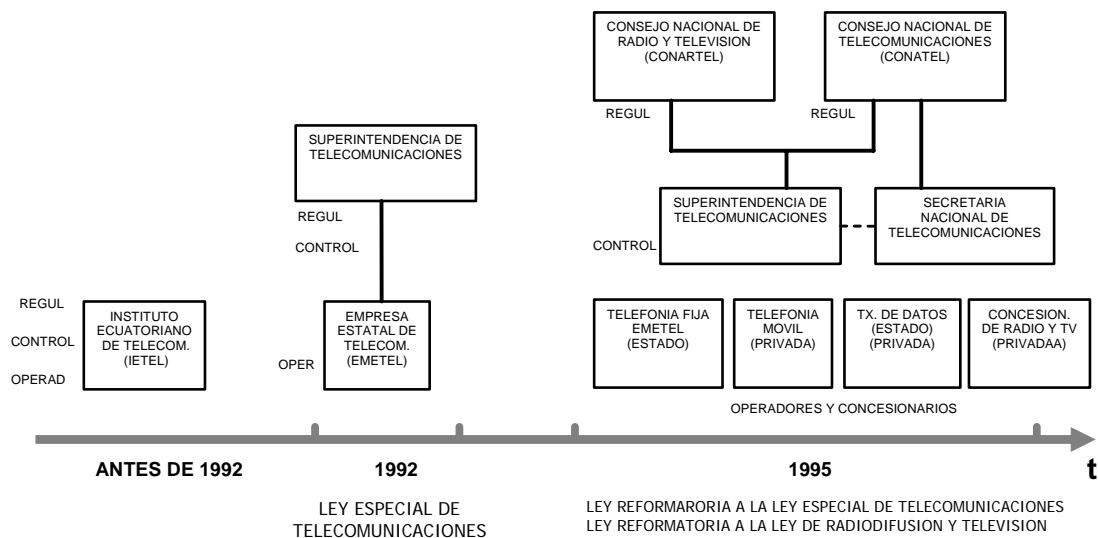 CONSEJO NACIONAL DE
RADIO Y TELEVISION
(CONARTEL)
CONSEJO NACIONAL DE
TELECOMUNICACIONES
(CONATEL)
REGUL
REGUL
SUPERINTENDENCIA DE
TELECOMUNICACIONES
REGUL
CONTROL
SUPERINTENDENCIA DE
TELECOMUNICACIONES
SECRETARIA
NACIONAL DE
TELECOMUNICACIONES
CONTROL
REGUL
CONTROL
OPERAD
INSTITUTO
ECUATORIANO
DE TELECOM.
(IETEL)
OPER
EMPRESA
ESTATAL DE
TELECOM.
(EMETEL)
TELEFONIA FIJA
EMETEL
(ESTADO)
TELEFONIA
MOVIL
(PRIVADA)
TX. DE DATOS
(ESTADO)
(PRIVADA)
CONCESION.
DE RADIO Y TV
(PRIVADAA)
OPERADORES Y CONCESIONARIOS
ANTES DE 1992
1992
1995
t
LEY ESPECIAL DE
TELECOMUNICACIONES
LEY REFORMARORIA A LA LEY ESPECIAL DE TELECOMUNICACIONES
LEY REFORMATORIA A LA LEY DE RADIODIFUSION Y TELEVISION